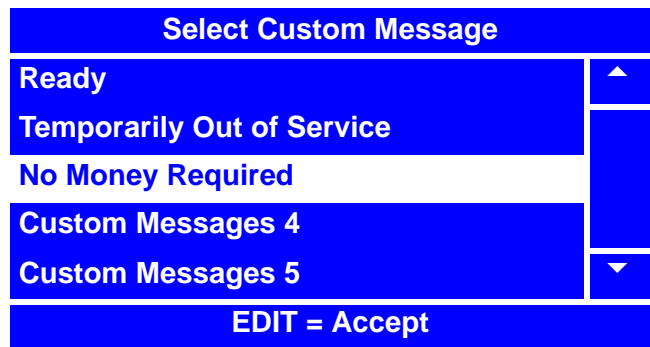 Select Custom Message
Ready
Temporarily Out of Service
No Money Required
Custom Messages 4
Custom Messages 5
EDIT = Accept